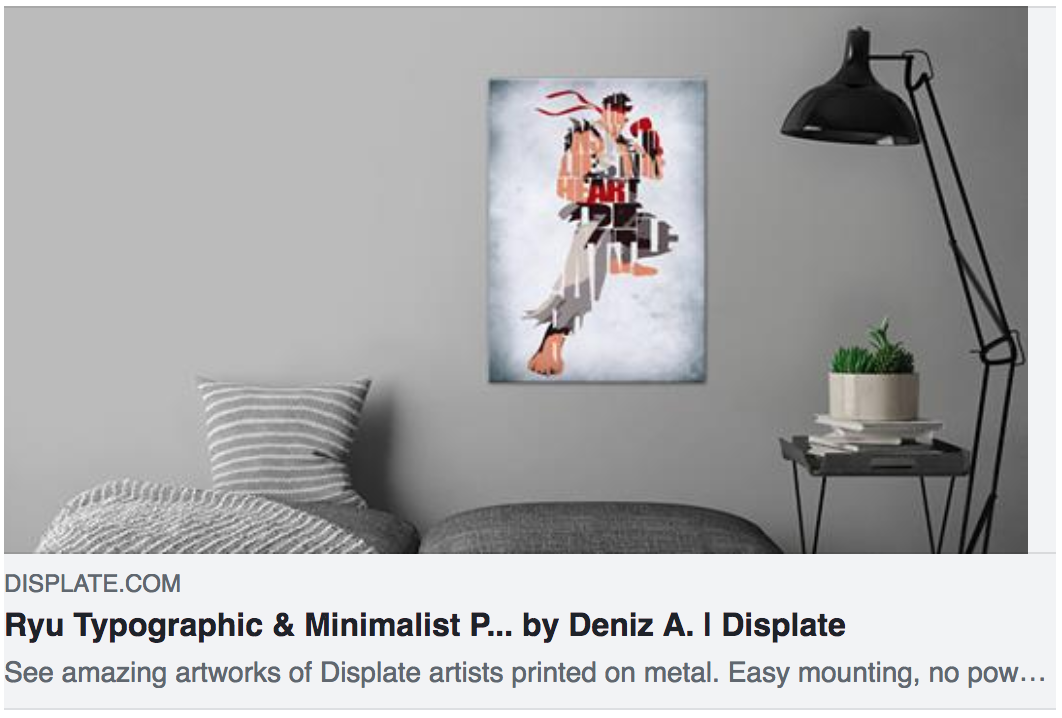 HEART
DISPLATE.COM
Ryu Typographic & Minimalist P... by Deniz A. | Displate
See amazing artworks of Displate artists printed on metal. Easy mounting, no pow...